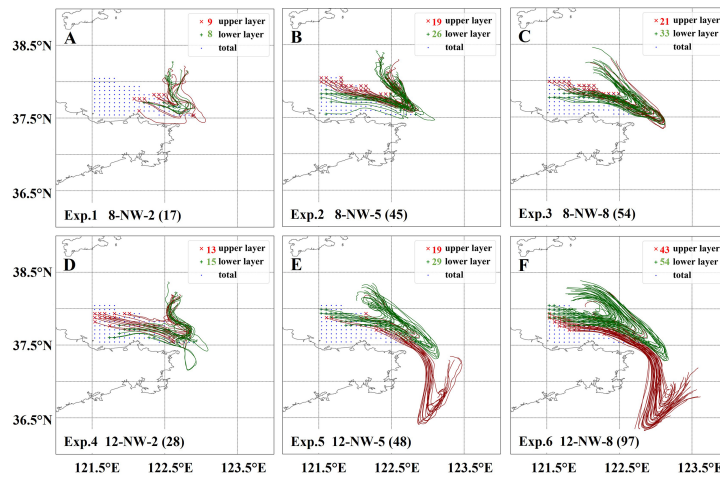 A
× 9 upper layer
+ 8 lower layer
· total
Exp.1 8-NW-2 (17)
B
× 19 upper layer
+ 26 lower layer
· total
Exp.2 8-NW-5 (45)
C
× 21 upper layer
+ 33 lower layer
· total
Exp.3 8-NW-8 (54)
38.5°N
37.5°N
36.5°N
D
× 13 upper layer
+ 15 lower layer
· total
Exp.4 12-NW-2 (28)
E
× 19 upper layer
+ 29 lower layer
· total
Exp.5 12-NW-5 (48)
F
× 43 upper layer
+ 54 lower layer
· total
Exp.6 12-NW-8 (97)
38.5°N
37.5°N
36.5°N
121.5°E 122.5°E 123.5°E
121.5°E 122.5°E 123.5°E
121.5°E 122.5°E 123.5°E